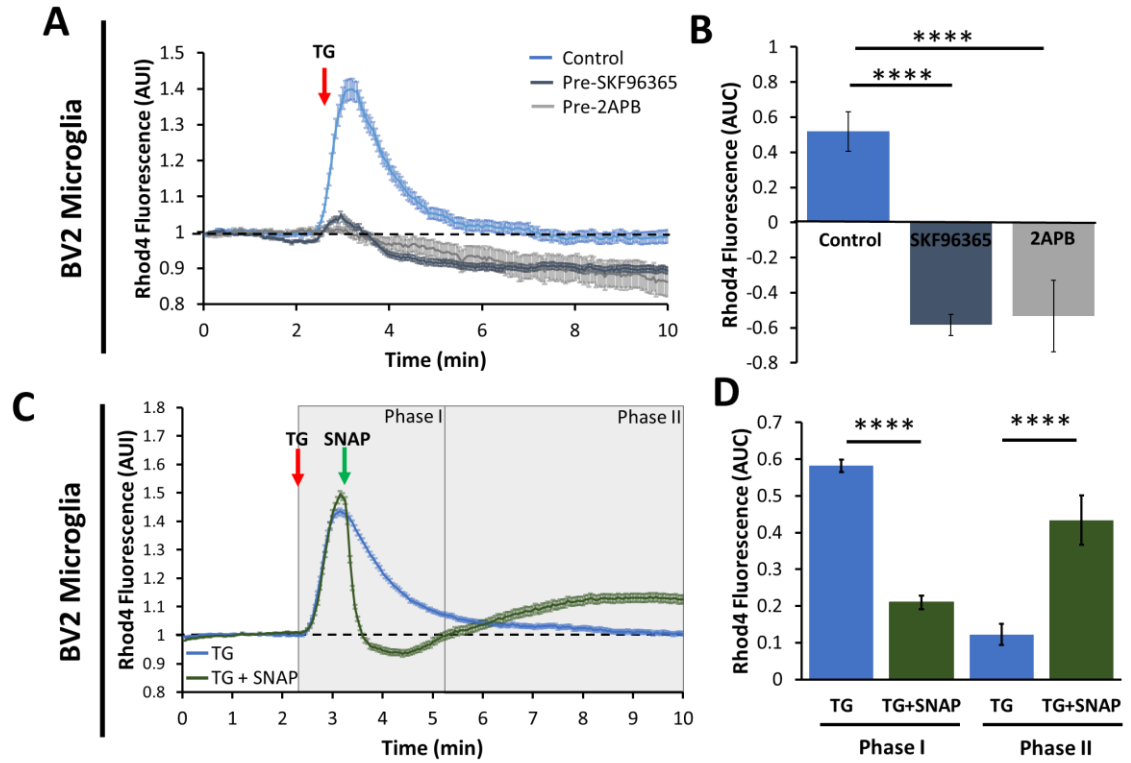 A
BV2 Microglia
Rhod4 Fluorescence (AUI)
1.5
1.4
1.3
1.2
1.1
1
0.9
0.8
TG
Control
Pre-SKF96365
Pre-2APB
0 2 4 6 8 10
Time (min)
B
Rhod4 Fluorescence (AUC)
1
0.8
0.6
0.4
0.2
0
-0.2
-0.4
-0.6
-0.8
****
****
Control SKF96365 2APB
C
BV2 Microglia
Rhod4 Fluorescence (AUI)
1.8
1.7
1.6
1.5
1.4
1.3
1.2
1.1
1
0.9
0.8
Phase I Phase II
TG SNAP
TG
TG + SNAP
0 1 2 3 4 5 6 7 8 9 10
Time (min)
D
Rhod4 Fluorescence (AUC)
0.7
0.6
0.5
0.4
0.3
0.2
0.1
0
**** ****
TG TG+SNAP TG TG+SNAP
Phase I Phase II